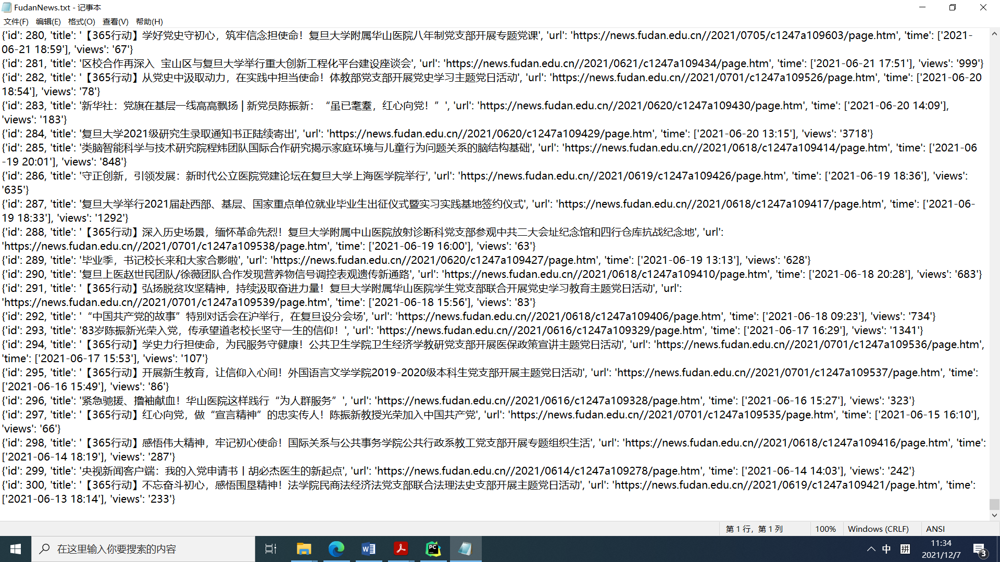 FudanNews.txt - 记事本
文件(F) 编辑(E) 格式(O) 查看(V) 帮助(H)
{'id': 280, 'title': '【365行动】学好党史守初心，筑牢信念担使命！复旦大学附属华山医院八年制党支部开展专题党课', 'url': 'https://news.fudan.edu.cn//2021/0705/c1247a109603/page.htm', 'time': ['2021-
06-21 18:59'], 'views': '67'}
{'id': 281, 'title': '区校合作再深入  宝山区与复旦大学举行重大创新工程化平台建设座谈会', 'url': 'https://news.fudan.edu.cn//2021/0621/c1247a109434/page.htm', 'time': ['2021-06-21 17:51'], 'views': '999'}
{'id': 282, 'title': '【365行动】从党史中汲取动力，在实践中担当使命！体教部党支部开展党史学习主题党日活动', 'url': 'https://news.fudan.edu.cn//2021/0701/c1247a109526/page.htm', 'time': ['2021-06-20
18:54'], 'views': '78'}
{'id': 283, 'title': '新华社：党旗在基层一线高高飘扬 | 新党员陈振新：“虽已耄耋，红心向党！”', 'url': 'https://news.fudan.edu.cn//2021/0620/c1247a109430/page.htm', 'time': ['2021-06-20 14:09'],
'views': '183'}
{'id': 284, 'title': '复旦大学2021级研究生录取通知书正陆续寄出', 'url': 'https://news.fudan.edu.cn//2021/0620/c1247a109429/page.htm', 'time': ['2021-06-20 13:15'], 'views': '3718'}
{'id': 285, 'title': '类脑智能科学与技术研究院程炜团队国际合作研究揭示家庭环境与儿童行为问题关系的脑结构基础', 'url': 'https://news.fudan.edu.cn//2021/0618/c1247a109414/page.htm', 'time': ['2021-06
-19 20:01'], 'views': '848'}
{'id': 286, 'title': '守正创新，引领发展：新时代公立医院党建论坛在复旦大学上海医学院举行', 'url': 'https://news.fudan.edu.cn//2021/0619/c1247a109426/page.htm', 'time': ['2021-06-19 18:36'], 'views':
'635'}
{'id': 287, 'title': '复旦大学举行2021届赴西部、基层、国家重点单位就业毕业生出征仪式暨实习实践基地签约仪式', 'url': 'https://news.fudan.edu.cn//2021/0618/c1247a109417/page.htm', 'time': ['2021-06-
19 18:33'], 'views': '1292'}
{'id': 288, 'title': '【365行动】深入历史场景，缅怀革命先烈！复旦大学附属中山医院放射诊断科党支部参观中共二大会址纪念馆和四行仓库抗战纪念地', 'url':
'https://news.fudan.edu.cn//2021/0701/c1247a109538/page.htm', 'time': ['2021-06-19 16:00'], 'views': '63'}
{'id': 289, 'title': '毕业季，书记校长来和大家合影啦', 'url': 'https://news.fudan.edu.cn//2021/0620/c1247a109427/page.htm', 'time': ['2021-06-19 13:13'], 'views': '628'}
{'id': 290, 'title': '复旦上医赵世民团队/徐薇团队合作发现营养物信号调控表观遗传新通路', 'url': 'https://news.fudan.edu.cn//2021/0618/c1247a109410/page.htm', 'time': ['2021-06-18 20:28'], 'views': '683'}
{'id': 291, 'title': '【365行动】弘扬脱贫攻坚精神，持续汲取奋进力量！复旦大学附属华山医院学生党支部联合开展党史学习教育主题党日活动', 'url':
'https://news.fudan.edu.cn//2021/0701/c1247a109539/page.htm', 'time': ['2021-06-18 15:56'], 'views': '83'}
{'id': 292, 'title': '“中国共产党的故事”特别对话会在沪举行，在复旦设分会场', 'url': 'https://news.fudan.edu.cn//2021/0618/c1247a109406/page.htm', 'time': ['2021-06-18 09:23'], 'views': '734'}
{'id': 293, 'title': '83岁陈振新光荣入党，传承望道老校长坚守一生的信仰！', 'url': 'https://news.fudan.edu.cn//2021/0616/c1247a109329/page.htm', 'time': ['2021-06-17 16:29'], 'views': '1341'}
{'id': 294, 'title': '【365行动】学史力行担使命，为民服务守健康！公共卫生学院卫生经济学教研党支部开展医保政策宣讲主题党日活动', 'url': 'https://news.fudan.edu.cn//2021/0701/c1247a109536/page.htm',
'time': ['2021-06-17 15:53'], 'views': '107'}
{'id': 295, 'title': '【365行动】开展新生教育，让信仰入心间！外国语言文学学院2019-2020级本科生党支部开展主题党日活动', 'url': 'https://news.fudan.edu.cn//2021/0701/c1247a109537/page.htm', 'time':
['2021-06-16 15:49'], 'views': '86'}
{'id': 296, 'title': '紧急驰援、撸袖献血！华山医院这样践行“为人群服务”', 'url': 'https://news.fudan.edu.cn//2021/0616/c1247a109328/page.htm', 'time': ['2021-06-16 15:27'], 'views': '323'}
{'id': 297, 'title': '【365行动】红心向党，做“宣言精神”的忠实传人！陈振新教授光荣加入中国共产党', 'url': 'https://news.fudan.edu.cn//2021/0701/c1247a109535/page.htm', 'time': ['2021-06-15 16:10'],
'views': '66'}
{'id': 298, 'title': '【365行动】感悟伟大精神，牢记初心使命！国际关系与公共事务学院公共行政系教工党支部开展专题组织生活', 'url': 'https://news.fudan.edu.cn//2021/0618/c1247a109416/page.htm', 'time':
['2021-06-14 18:19'], 'views': '287'}
{'id': 299, 'title': '央视新闻客户端：我的入党申请书丨胡必杰医生的新起点', 'url': 'https://news.fudan.edu.cn//2021/0614/c1247a109278/page.htm', 'time': ['2021-06-14 14:03'], 'views': '242'}
{'id': 300, 'title': '【365行动】不忘奋斗初心，感悟围垦精神！法学院民商法经济法党支部联合法理法史支部开展主题党日活动', 'url': 'https://news.fudan.edu.cn//2021/0619/c1247a109421/page.htm', 'time':
['2021-06-13 18:14'], 'views': '233'}
第 1 行，第 1 列 100% Windows (CRLF) ANSI
在这里输入你要搜索的内容
W
PC
中
拼
11:34
2021/12/7
3